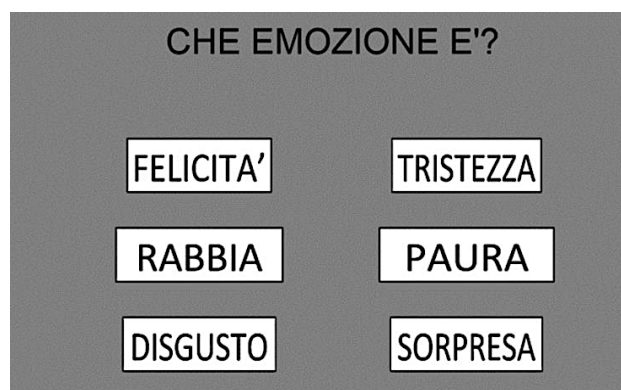 CHE EMOZIONE E'?
FELICITA’ TRISTEZZA
RABBIA PAURA
DISGUSTO SORPRESA